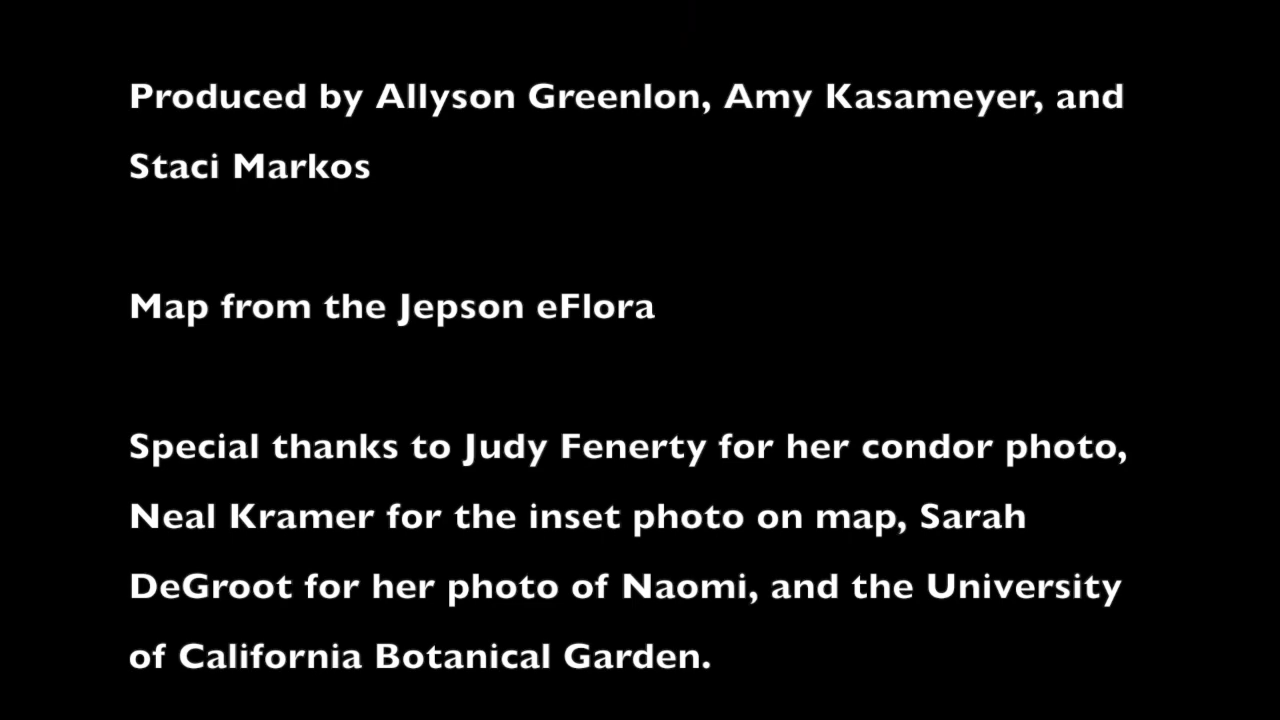 Produced by Allyson Greenlon, Amy Kasameyer, and
Staci Markos
Map from the Jepson eFlora
Special thanks to Judy Fenerty for her condor photo,
Neal Kramer for the inset photo on map, Sarah
DeGroot for her photo of Naomi, and the University
of California Botanical Garden.